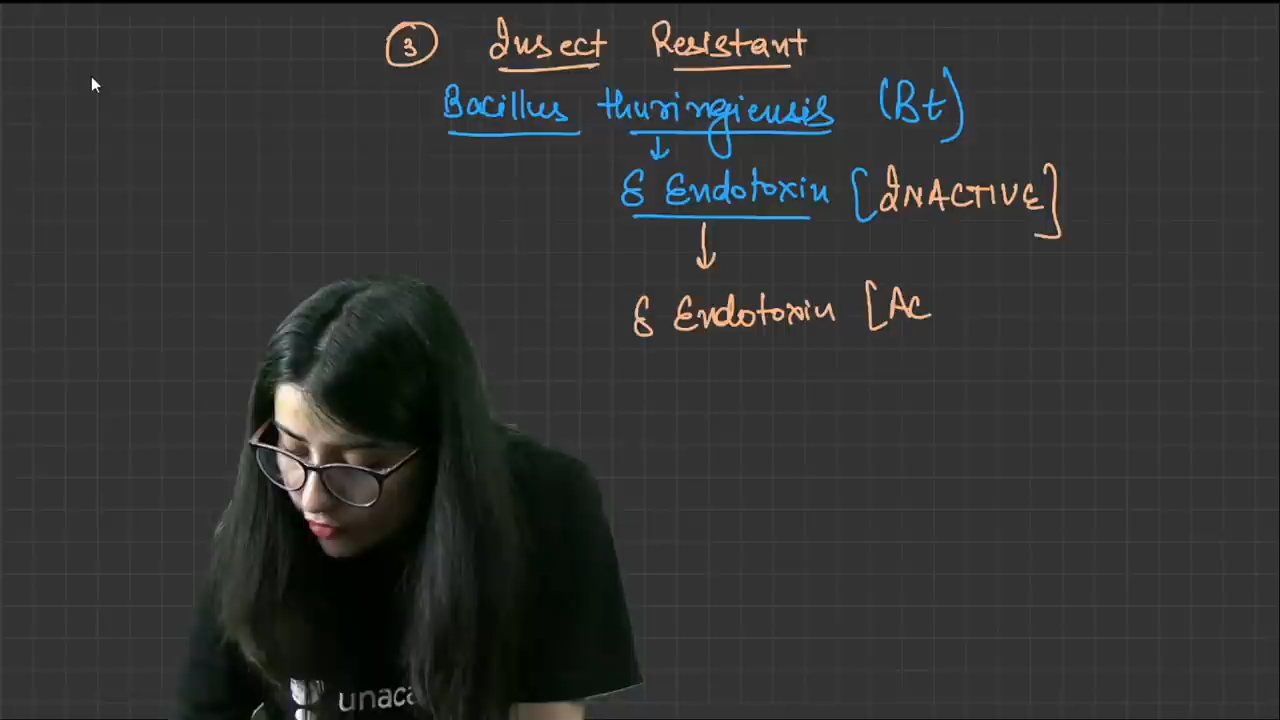 ③ Insect Resistant
Bacillus thuringiensis (Bt)
↓
δ Endotoxin [INACTIVE]
↓
δ Endotoxin [Ac
unaca